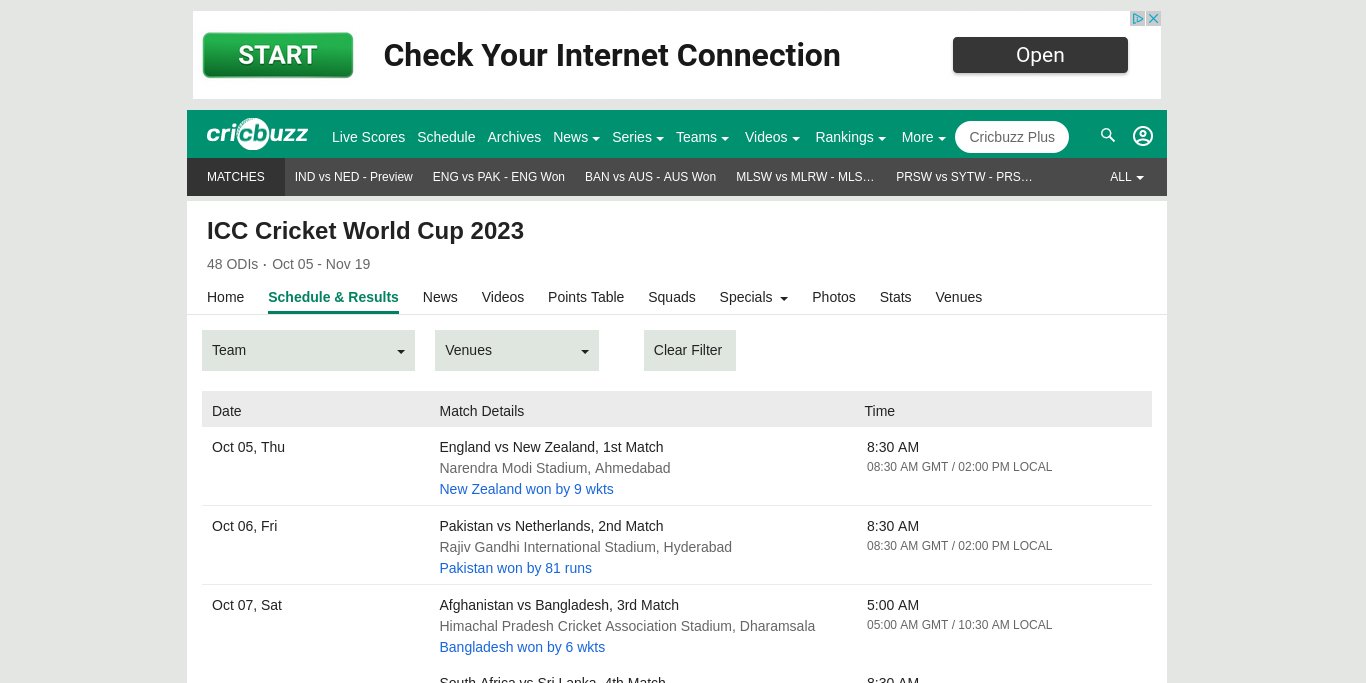 START
Check Your Internet Connection
Open
cricbuzz
Live Scores Schedule Archives News Series Teams Videos Rankings More Cricbuzz Plus
MATCHES IND vs NED - Preview ENG vs PAK - ENG Won BAN vs AUS - AUS Won MLSW vs MLRW - MLS… PRSW vs SYTW - PRS… ALL
ICC Cricket World Cup 2023
48 ODIs · Oct 05 - Nov 19
Home Schedule & Results News Videos Points Table Squads Specials Photos Stats Venues
Team Venues Clear Filter
Date Match Details Time
Oct 05, Thu England vs New Zealand, 1st Match 8:30 AM
Narendra Modi Stadium, Ahmedabad 08:30 AM GMT / 02:00 PM LOCAL
New Zealand won by 9 wkts
Oct 06, Fri Pakistan vs Netherlands, 2nd Match 8:30 AM
Rajiv Gandhi International Stadium, Hyderabad 08:30 AM GMT / 02:00 PM LOCAL
Pakistan won by 81 runs
Oct 07, Sat Afghanistan vs Bangladesh, 3rd Match 5:00 AM
Himachal Pradesh Cricket Association Stadium, Dharamsala 05:00 AM GMT / 10:30 AM LOCAL
Bangladesh won by 6 wkts
South Africa vs Sri Lanka, 4th Match 8:30 AM